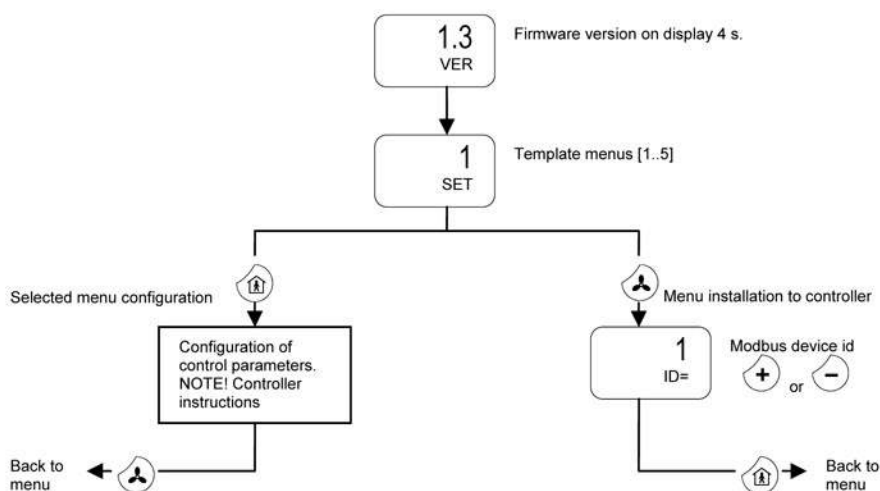 1.3
VER
Firmware version on display 4 s.
1
SET
Template menus [1..5]
Selected menu configuration
Menu installation to controller
Configuration of
control parameters.
NOTE! Controller
instructions
1
ID=
Modbus device id
+ or −
Back to
menu
Back to
menu